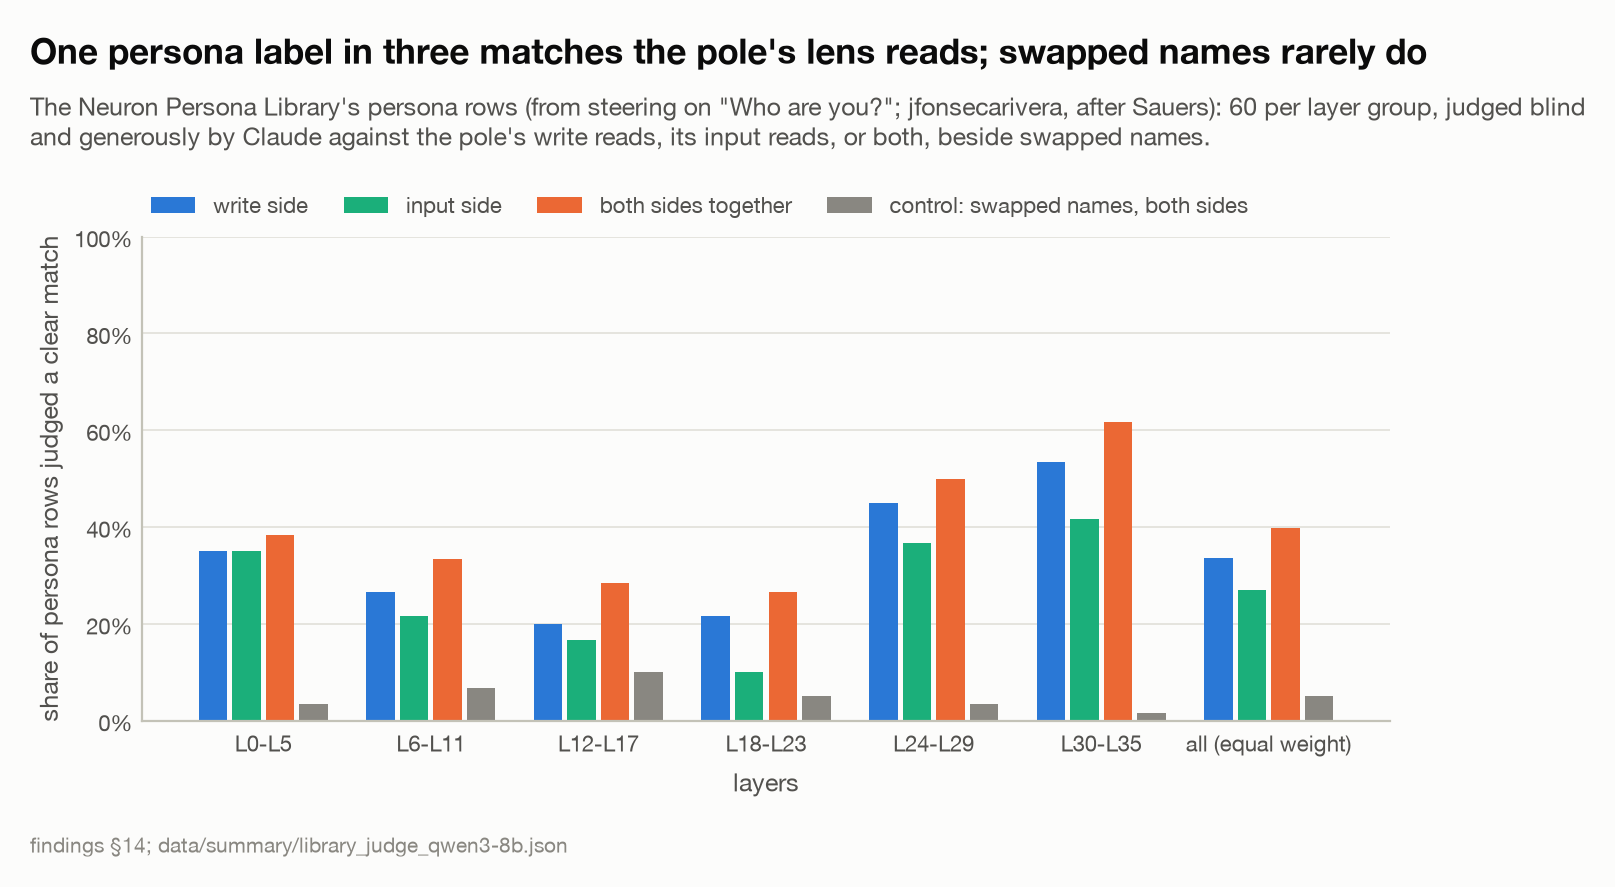 One persona label in three matches the pole's lens reads; swapped names rarely do
The Neuron Persona Library's persona rows (from steering on "Who are you?"; jfonsecarivera, after Sauers): 60 per layer group, judged blind
and generously by Claude against the pole's write reads, its input reads, or both, beside swapped names.
write side
input side
both sides together
control: swapped names, both sides
share of persona rows judged a clear match
100%
80%
60%
40%
20%
0%
L0-L5
L6-L11
L12-L17
L18-L23
L24-L29
L30-L35
all (equal weight)
layers
findings §14; data/summary/library_judge_qwen3-8b.json